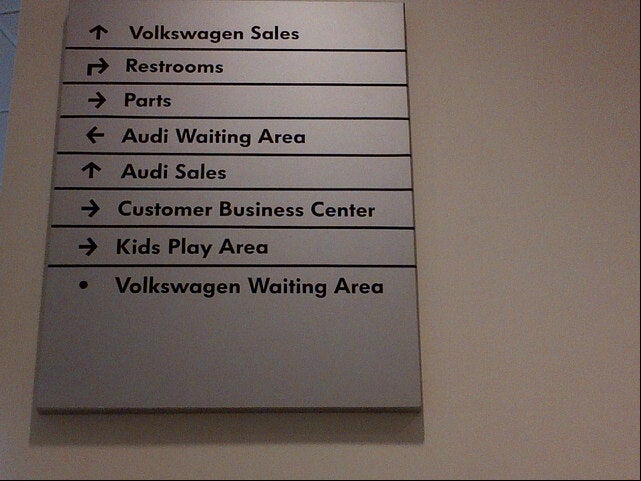 ↑ Volkswagen Sales
↱ Restrooms
→ Parts
← Audi Waiting Area
↑ Audi Sales
→ Customer Business Center
→ Kids Play Area
• Volkswagen Waiting Area